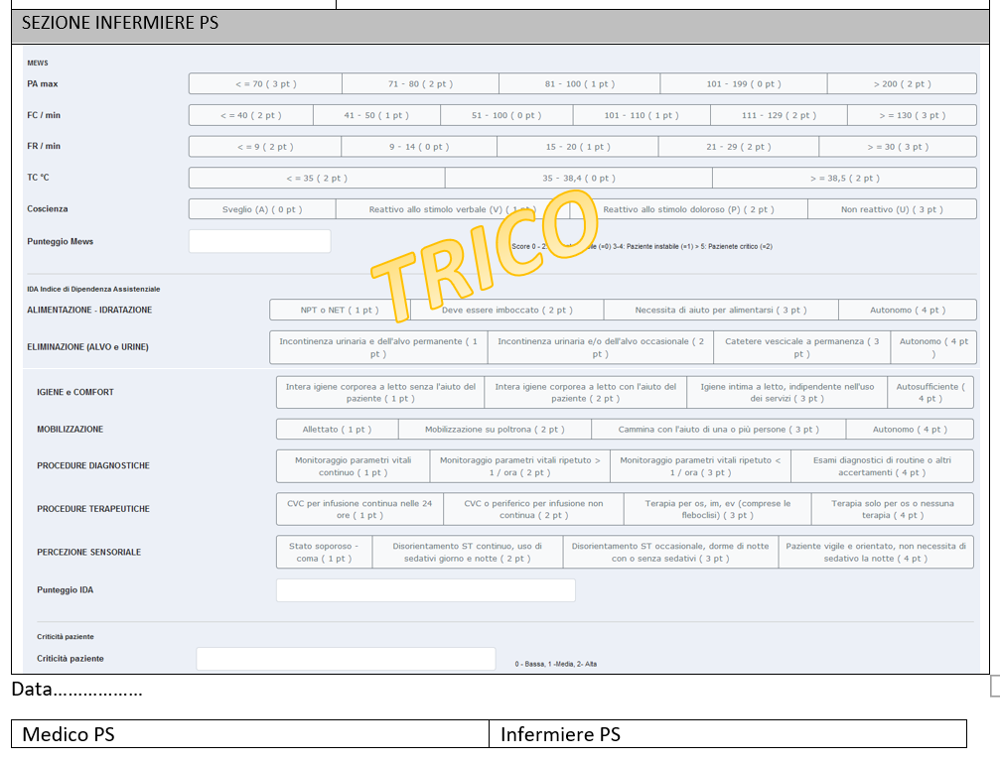 SEZIONE INFERMIERE PS
MEWS
PA max <= 70 ( 3 pt ) 71 - 80 ( 2 pt ) 81 - 100 ( 1 pt ) 101 - 199 ( 0 pt ) > 200 ( 2 pt )
FC / min <= 40 ( 2 pt ) 41 - 50 ( 1 pt ) 51 - 100 ( 0 pt ) 101 - 110 ( 1 pt ) 111 - 129 ( 2 pt ) >= 130 ( 3 pt )
FR / min <= 9 ( 2 pt ) 9 - 14 ( 0 pt ) 15 - 20 ( 1 pt ) 21 - 29 ( 2 pt ) >= 30 ( 3 pt )
TC °C <= 35 ( 2 pt ) 35 - 38,4 ( 0 pt ) >= 38,5 ( 2 pt )
Coscienza Sveglio (A) ( 0 pt ) Reattivo allo stimolo verbale (V) ( 1 pt ) Reattivo allo stimolo doloroso (P) ( 2 pt ) Non reattivo (U) ( 3 pt )
Punteggio Mews Score 0 - 2: (=0) 3-4: Paziente instabile (=1) > 5: Pazienete critico (=2)
TRICO
IDA Indice di Dipendenza Assistenziale
ALIMENTAZIONE - IDRATAZIONE NPT o NET ( 1 pt ) Deve essere imboccato ( 2 pt ) Necessita di aiuto per alimentarsi ( 3 pt ) Autonomo ( 4 pt )
ELIMINAZIONE (ALVO e URINE) Incontinenza urinaria e dell'alvo permanente ( 1 pt ) Incontinenza urinaria e/o dell'alvo occasionale ( 2 pt ) Catetere vescicale a permanenza ( 3 pt ) Autonomo ( 4 pt )
IGIENE e COMFORT Intera igiene corporea a letto senza l'aiuto del paziente ( 1 pt ) Intera igiene corporea a letto con l'aiuto del paziente ( 2 pt ) Igiene intima a letto, indipendente nell'uso dei servizi ( 3 pt ) Autosufficiente ( 4 pt )
MOBILIZZAZIONE Allettato ( 1 pt ) Mobilizzazione su poltrona ( 2 pt ) Cammina con l'aiuto di una o più persone ( 3 pt ) Autonomo ( 4 pt )
PROCEDURE DIAGNOSTICHE Monitoraggio parametri vitali continuo ( 1 pt ) Monitoraggio parametri vitali ripetuto > 1 / ora ( 2 pt ) Monitoraggio parametri vitali ripetuto < 1 / ora ( 3 pt ) Esami diagnostici di routine o altri accertamenti ( 4 pt )
PROCEDURE TERAPEUTICHE CVC per infusione continua nelle 24 ore ( 1 pt ) CVC o periferico per infusione non continua ( 2 pt ) Terapia per os, im, ev (comprese le fleboclisi) ( 3 pt ) Terapia solo per os o nessuna terapia ( 4 pt )
PERCEZIONE SENSORIALE Stato soporoso - coma ( 1 pt ) Disorientamento ST continuo, uso di sedativi giorno e notte ( 2 pt ) Disorientamento ST occasionale, dorme di notte con o senza sedativi ( 3 pt ) Paziente vigile e orientato, non necessita di sedativo la notte ( 4 pt )
Punteggio IDA
Criticità paziente
Criticità paziente 0 - Bassa, 1 -Media, 2- Alta
Data………………
Medico PS Infermiere PS